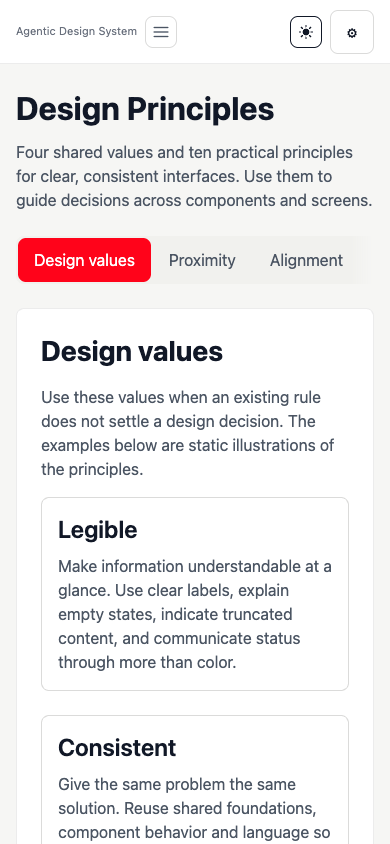 Agentic Design System
Design Principles
Four shared values and ten practical principles
for clear, consistent interfaces. Use them to
guide decisions across components and screens.
Design values Proximity Alignment
Design values
Use these values when an existing rule
does not settle a design decision. The
examples below are static illustrations of
the principles.
Legible
Make information understandable at a
glance. Use clear labels, explain
empty states, indicate truncated
content, and communicate status
through more than color.
Consistent
Give the same problem the same
solution. Reuse shared foundations,
component behavior and language so